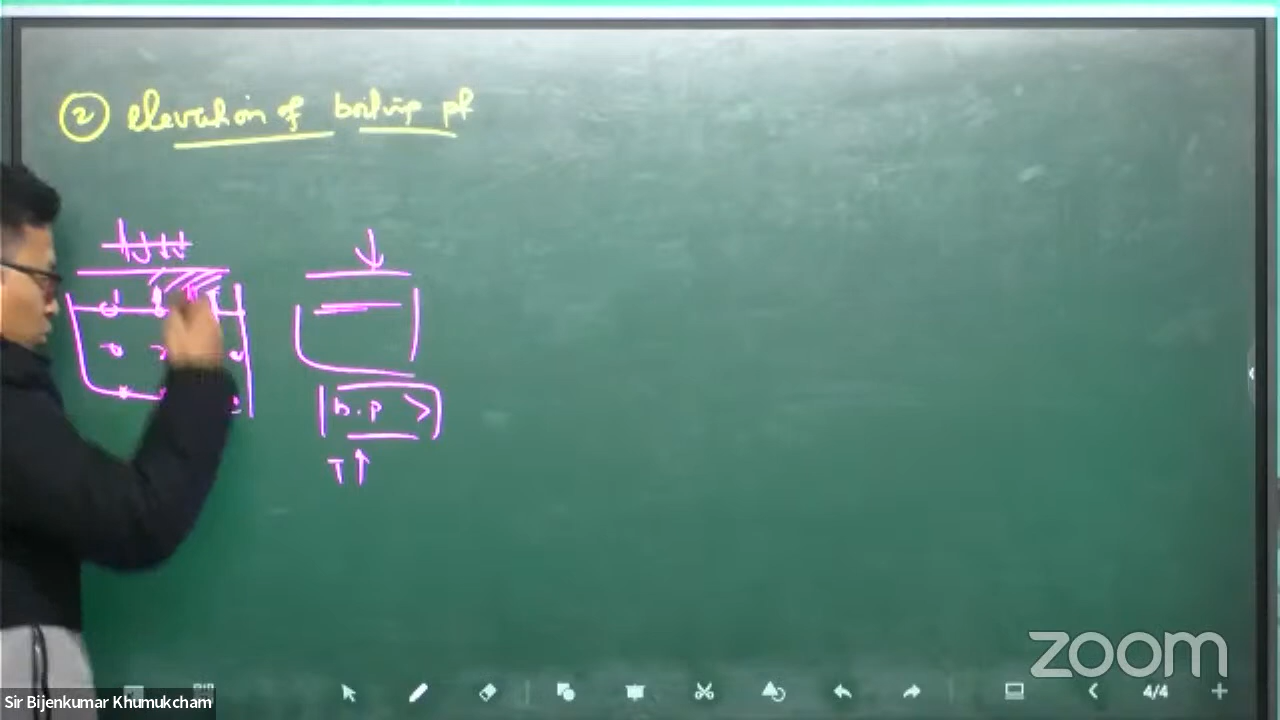 ② Elevation of boiling pt
b.p >
T ↑
zoom
4/4
Sir Bijenkumar Khumukcham